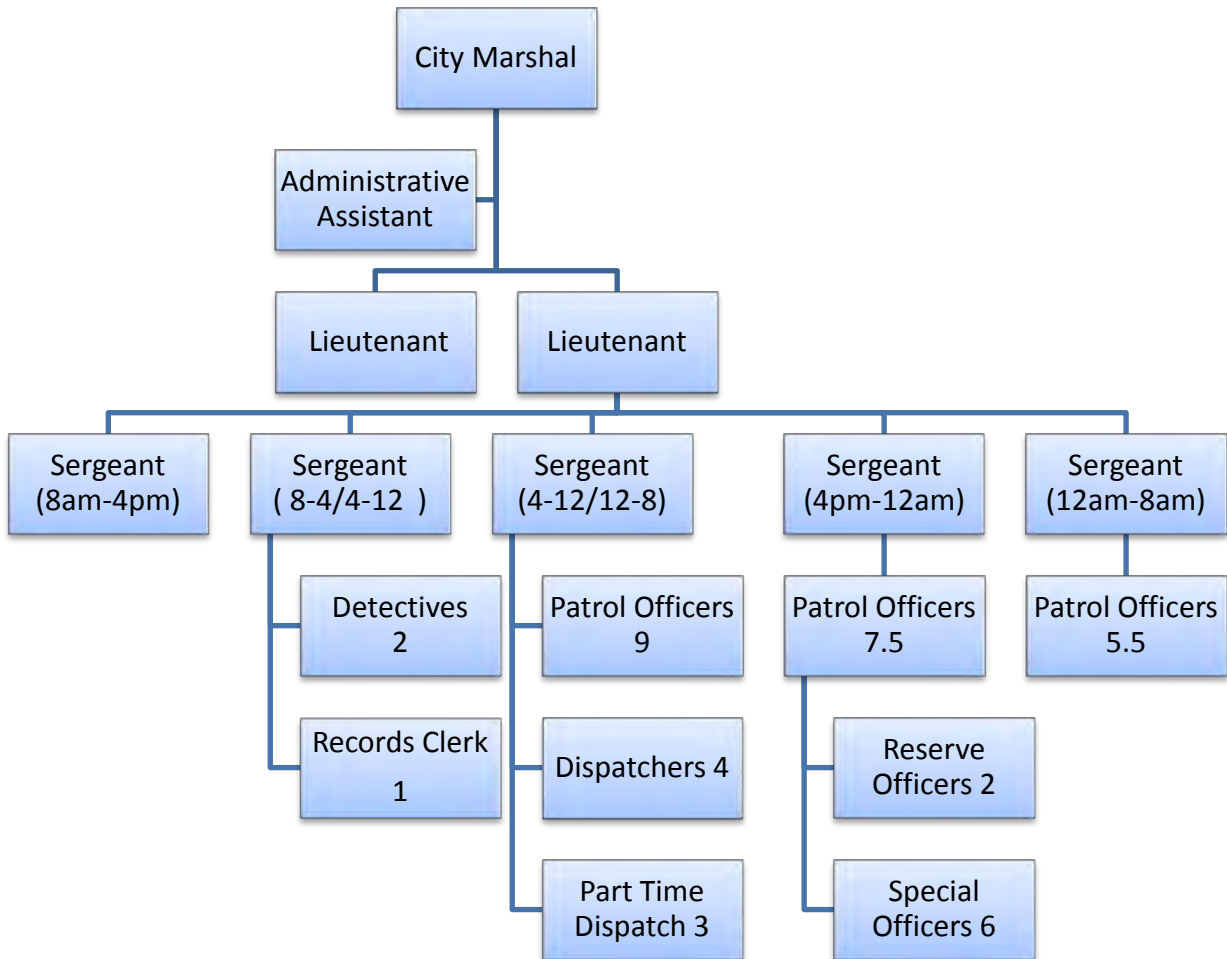 City Marshal
Administrative
Assistant
Lieutenant
Lieutenant
Sergeant
(8am-4pm)
Sergeant
( 8-4/4-12 )
Sergeant
(4-12/12-8)
Sergeant
(4pm-12am)
Sergeant
(12am-8am)
Detectives
2
Patrol Officers
9
Patrol Officers
7.5
Patrol Officers
5.5
Records Clerk
1
Dispatchers 4
Reserve
Officers 2
Part Time
Dispatch 3
Special
Officers 6